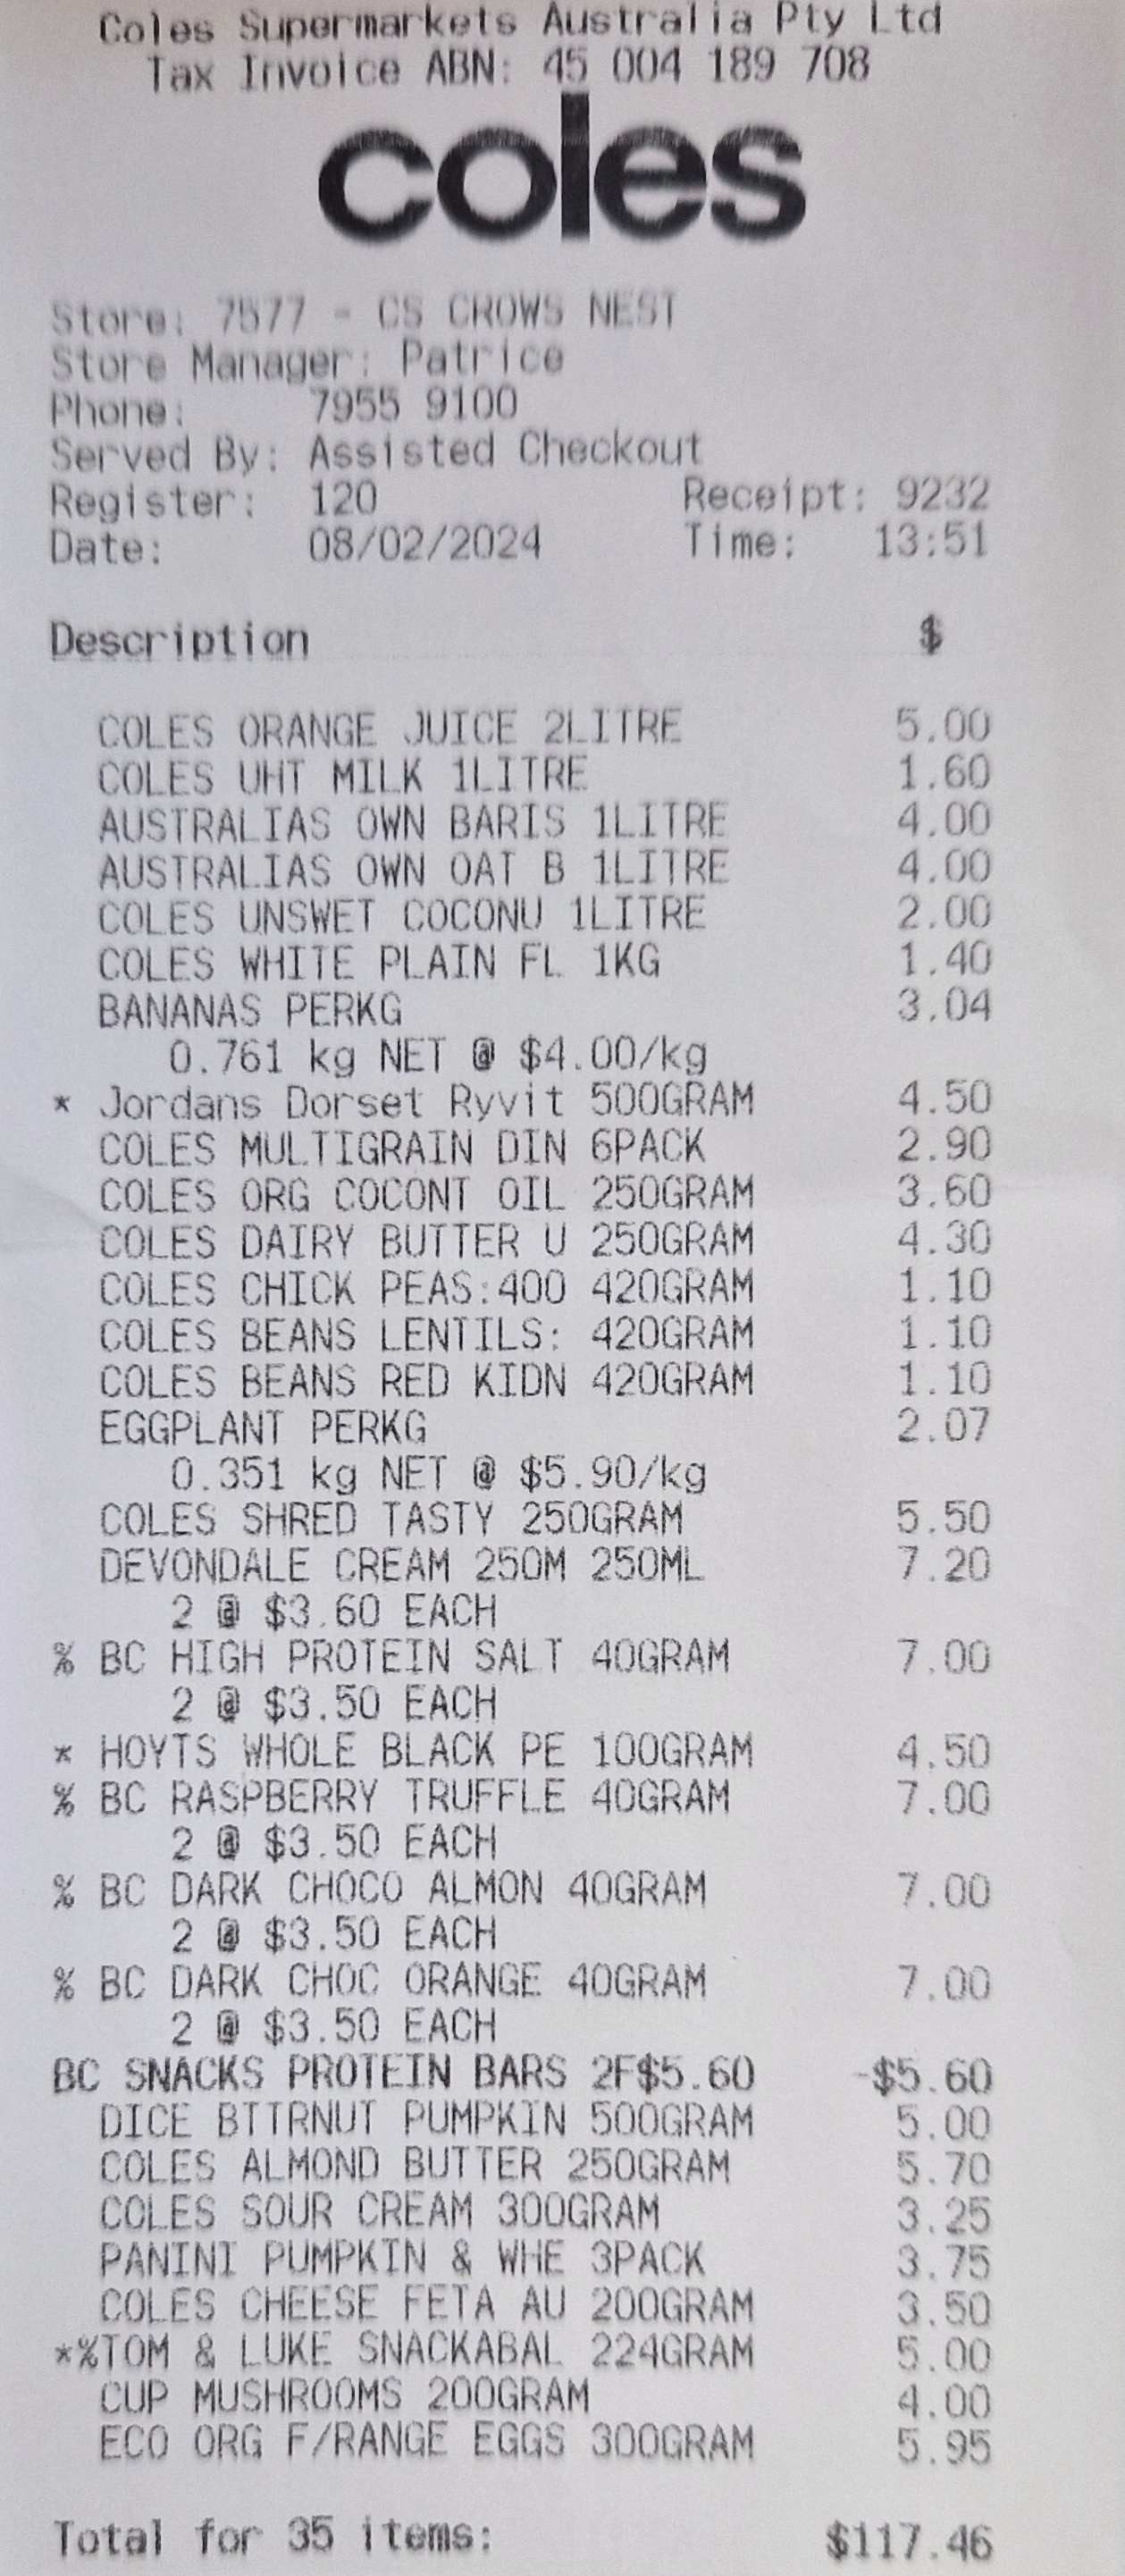 Coles Supermarkets Australia Pty Ltd
Tax Invoice ABN: 45 004 189 708
coles
Store: 7577 - CS CROWS NEST
Store Manager: Patrice
Phone: 7955 9100
Served By: Assisted Checkout
Register: 120 Receipt: 9232
Date: 08/02/2024 Time: 13:51
Description $
COLES ORANGE JUICE 2LITRE 5.00
COLES UHT MILK 1LITRE 1.60
AUSTRALIAS OWN BARIS 1LITRE 4.00
AUSTRALIAS OWN OAT B 1LITRE 4.00
COLES UNSWET COCONU 1LITRE 2.00
COLES WHITE PLAIN FL 1KG 1.40
BANANAS PERKG 3.04
0.761 kg NET @ $4.00/kg
* Jordans Dorset Ryvit 500GRAM 4.50
COLES MULTIGRAIN DIN 6PACK 2.90
COLES ORG COCONT OIL 250GRAM 3.60
COLES DAIRY BUTTER U 250GRAM 4.30
COLES CHICK PEAS:400 420GRAM 1.10
COLES BEANS LENTILS: 420GRAM 1.10
COLES BEANS RED KIDN 420GRAM 1.10
EGGPLANT PERKG 2.07
0.351 kg NET @ $5.90/kg
COLES SHRED TASTY 250GRAM 5.50
DEVONDALE CREAM 250M 250ML 7.20
2 @ $3.60 EACH
% BC HIGH PROTEIN SALT 40GRAM 7.00
2 @ $3.50 EACH
* HOYTS WHOLE BLACK PE 100GRAM 4.50
% BC RASPBERRY TRUFFLE 40GRAM 7.00
2 @ $3.50 EACH
% BC DARK CHOCO ALMON 40GRAM 7.00
2 @ $3.50 EACH
% BC DARK CHOC ORANGE 40GRAM 7.00
2 @ $3.50 EACH
BC SNACKS PROTEIN BARS 2F$5.60 -$5.60
DICE BTTRNUT PUMPKIN 500GRAM 5.00
COLES ALMOND BUTTER 250GRAM 5.70
COLES SOUR CREAM 300GRAM 3.25
PANINI PUMPKIN & WHE 3PACK 3.75
COLES CHEESE FETA AU 200GRAM 3.50
*%TOM & LUKE SNACKABAL 224GRAM 5.00
CUP MUSHROOMS 200GRAM 4.00
ECO ORG F/RANGE EGGS 300GRAM 5.95
Total for 35 items: $117.46